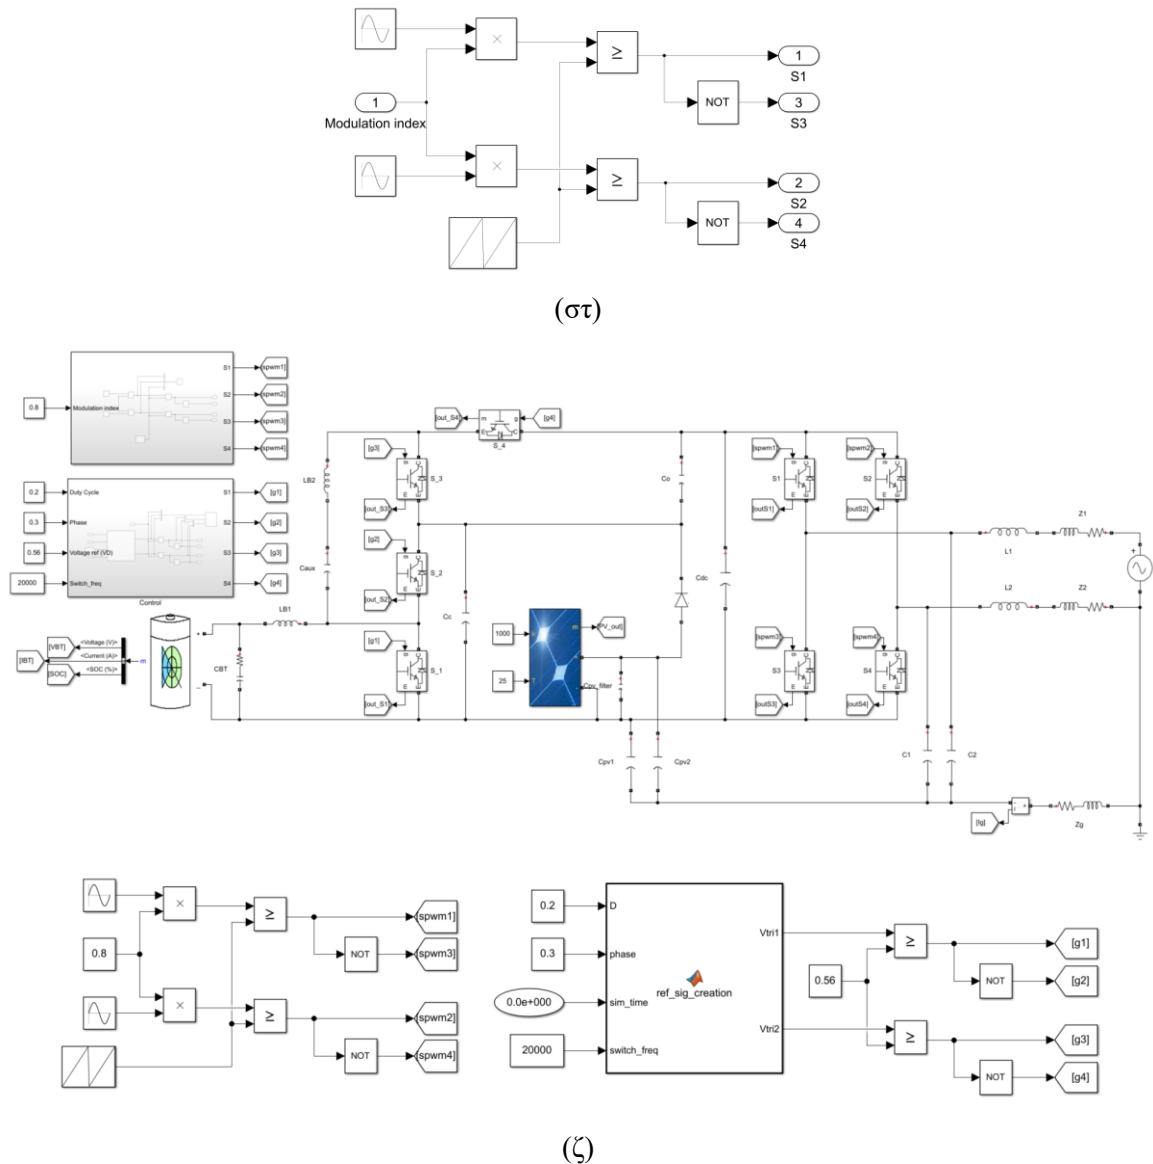 1
S1
NOT
3
S3
1
Modulation index
2
S2
NOT
4
S4
(στ)
0.8
Modulation index
S1
[spwm1]
S2
[spwm2]
S3
[spwm3]
S4
[spwm4]
0.2
Duty Cycle
S1
[g1]
0.3
Phase
S2
[g2]
0.56
Voltage ref (VD)
S3
[g3]
20000
Switch_freq
S4
[g4]
Control
[out_S4]
m
g
E
C
[g4]
S_4
LB2
Caux
LB1
[g3]
S_3
[out_S3]
[g2]
S_2
[out_S2]
[g1]
S_1
[out_S1]
[VBT]
<Voltage (V)>
[IBT]
<Current (A)>
[SOC]
<SOC (%)>
m
+
–
CBT
Cc
1000
25
T
m
[PV_out]
Cpv_filter
Co
Cdc
Cpv1
Cpv2
[spwm1]
S1
[outS1]
[spwm2]
S2
[outS2]
[spwm3]
S3
[outS3]
[spwm4]
S4
[outS4]
L1
Z1
L2
Z2
C1
C2
[Ig]
Zg
0.8
NOT
NOT
[spwm1]
[spwm3]
[spwm2]
[spwm4]
0.2
D
0.3
phase
0.0e+000
sim_time
20000
switch_freq
ref_sig_creation
Vtri1
Vtri2
0.56
NOT
NOT
[g1]
[g2]
[g3]
[g4]
(ζ)